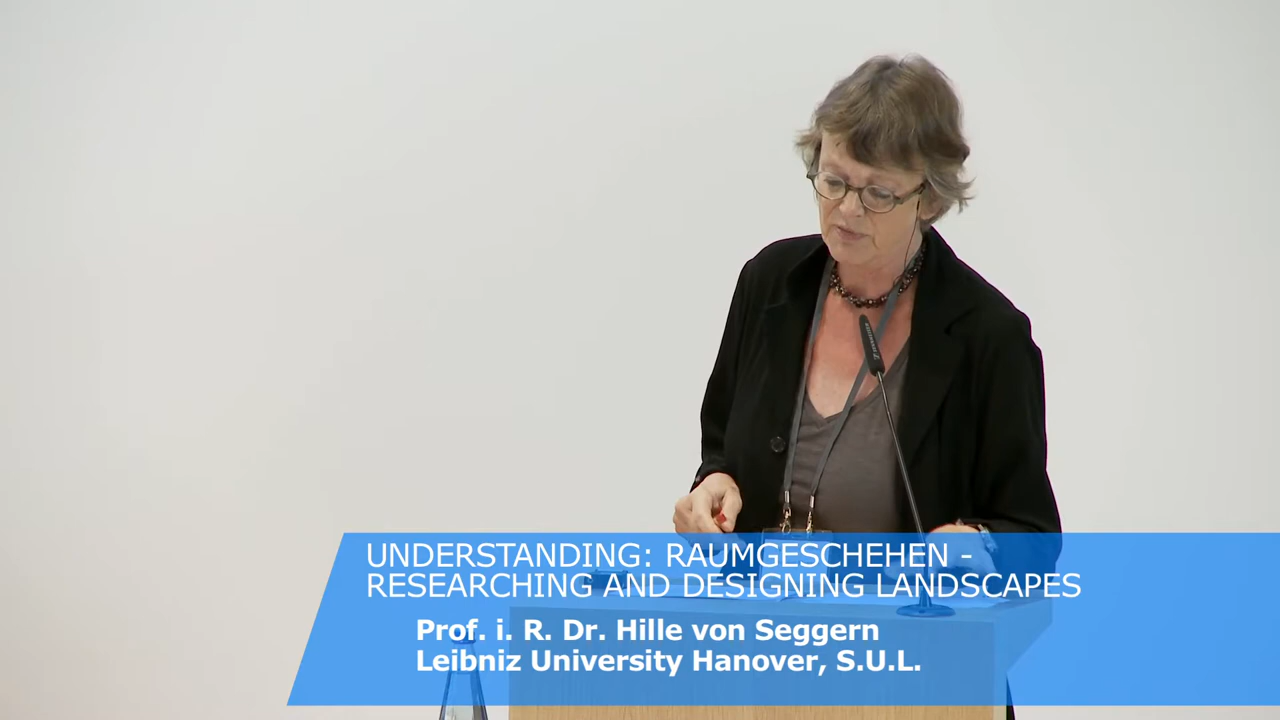 UNDERSTANDING: RAUMGESCHEHEN -
RESEARCHING AND DESIGNING LANDSCAPES
Prof. i. R. Dr. Hille von Seggern
Leibniz University Hanover, S.U.L.